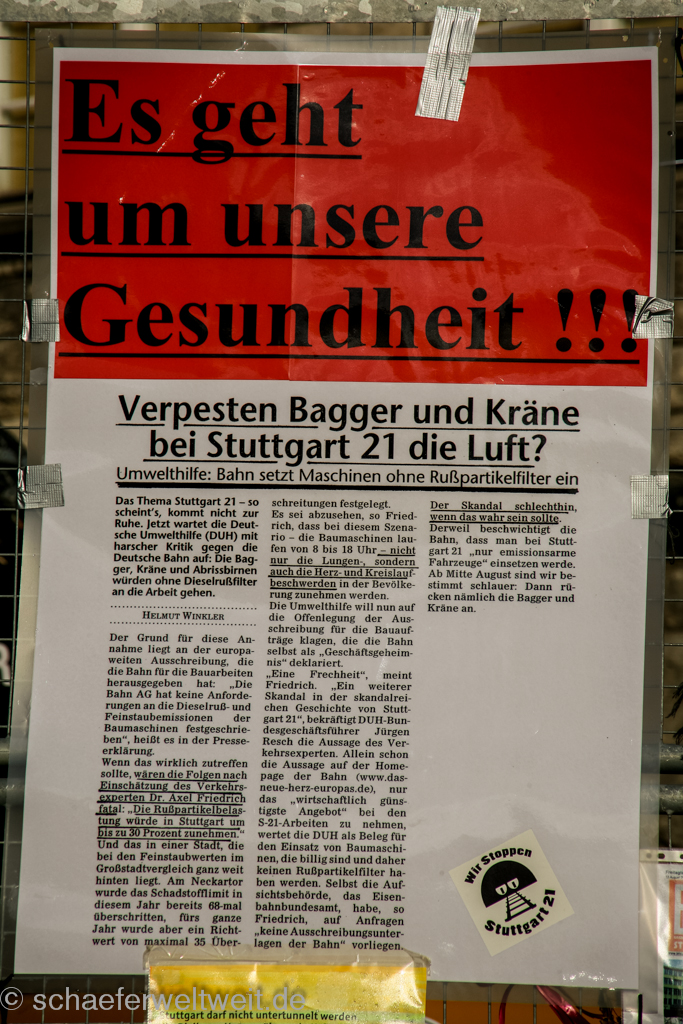 Es geht
um unsere
Gesundheit !!!
Verpesten Bagger und Kräne
bei Stuttgart 21 die Luft?
Umwelthilfe: Bahn setzt Maschinen ohne Rußpartikelfilter ein
Das Thema Stuttgart 21 – so
scheint's, kommt nicht zur
Ruhe. Jetzt wartet die Deut-
sche Umwelthilfe (DUH) mit
harscher Kritik gegen die
Deutsche Bahn auf: Die Bag-
ger, Kräne und Abrissbirnen
würden ohne Dieselrußfilter
an die Arbeit gehen.
HELMUT WINKLER
Der Grund für diese An-
nahme liegt an der europa-
weiten Ausschreibung, die
die Bahn für die Bauarbeiten
herausgegeben hat: „Die
Bahn AG hat keine Anforde-
rungen an die Dieselruß- und
Feinstaubemissionen der
Baumaschinen festgeschrie-
ben“, heißt es in der Presse-
erklärung.
Wenn das wirklich zutreffen
sollte, wären die Folgen nach
Einschätzung des Verkehrs-
experten Dr. Axel Friedrich
fatal: „Die Rußpartikelbelas-
tung würde in Stuttgart um
bis zu 30 Prozent zunehmen.“
Und das in einer Stadt, die
bei den Feinstaubwerten im
Großstadtvergleich ganz weit
hinten liegt. Am Neckartor
wurde das Schadstofflimit in
diesem Jahr bereits 68-mal
überschritten, fürs ganze
Jahr wurde aber ein Richt-
wert von maximal 35 Über-
schreitungen festgelegt.
Es sei abzusehen, so Fried-
rich, dass bei diesem Szena-
rio – die Baumaschinen lau-
fen von 8 bis 18 Uhr – nicht
nur die Lungen-, sondern
auch die Herz- und Kreislauf-
beschwerden in der Bevölke-
rung zunehmen werden.
Die Umwelthilfe will nun auf
die Offenlegung der Aus-
schreibung für die Bauauf-
träge klagen, die die Bahn
selbst als „Geschäftsgeheim-
nis“ deklariert.
„Eine Frechheit“, meint
Friedrich. „Ein weiterer
Skandal in der skandalrei-
chen Geschichte von Stutt-
gart 21“, bekräftigt DUH-Bun-
desgeschäftsführer Jürgen
Resch die Aussage des Ver-
kehrsexperten. Allein schon
die Aussage auf der Home-
page der Bahn (www.das-
neue-herz-europas.de), nur
das „wirtschaftlich güns-
tigste Angebot“ bei den
S-21-Arbeiten zu nehmen,
wertet die DUH als Beleg für
den Einsatz von Baumaschi-
nen, die billig sind und daher
keinen Rußpartikelfilter ha-
ben werden. Selbst die Auf-
sichtsbehörde, das Eisen-
bahnbundesamt, habe, so
Friedrich, auf Anfragen
„keine Ausschreibungsunter-
lagen der Bahn“ vorliegen.
Der Skandal schlechthin,
wenn das wahr sein sollte.
Derweil beschwichtigt die
Bahn, dass man bei Stutt-
gart 21 „nur emissionsarme
Fahrzeuge“ einsetzen werde.
Ab Mitte August sind wir be-
stimmt schlauer: Dann rü-
cken nämlich die Bagger und
Kräne an.
Wir Stoppen
Stuttgart 21
© schaeferweltweit.de
Stuttgart darf nicht untertunnelt werden